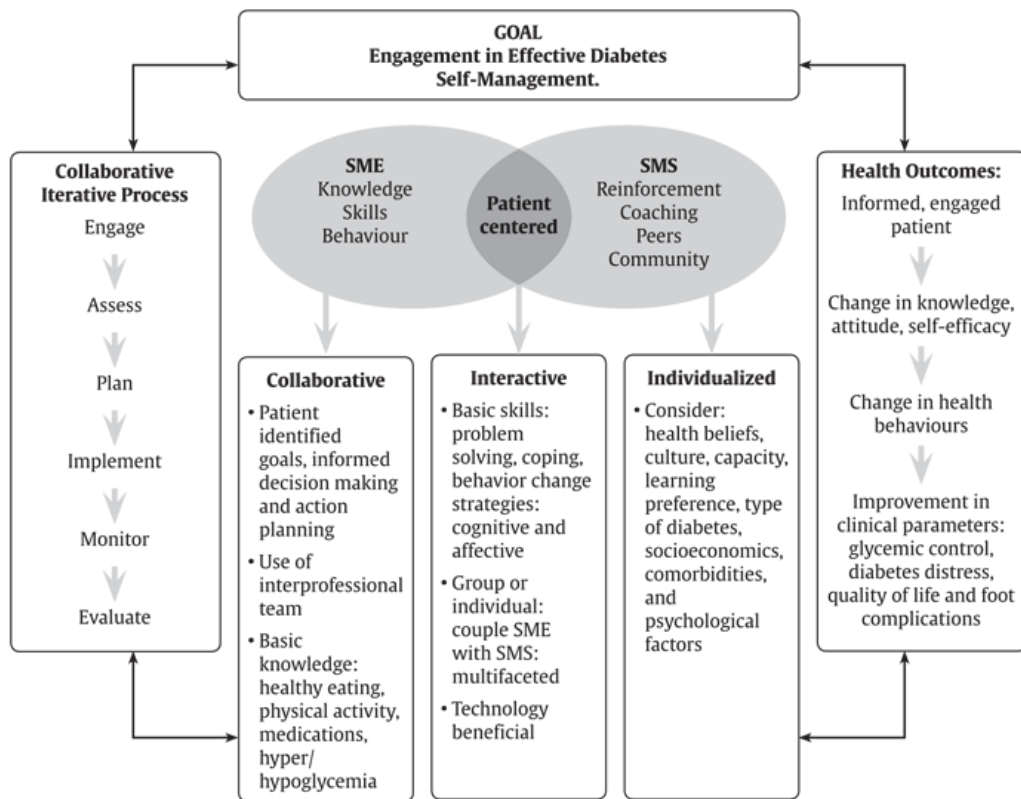 GOAL
Engagement in Effective Diabetes
Self-Management.
Collaborative
Iterative Process
Engage
Assess
Plan
Implement
Monitor
Evaluate
SME
Knowledge
Skills
Behaviour
Patient
centered
SMS
Reinforcement
Coaching
Peers
Community
Collaborative
• Patient
identified
goals, informed
decision making
and action
planning
• Use of
interprofessional
team
• Basic
knowledge:
healthy eating,
physical activity,
medications,
hyper/
hypoglycemia
Interactive
• Basic skills:
problem
solving, coping,
behavior change
strategies:
cognitive and
affective
• Group or
individual:
couple SME
with SMS:
multifaceted
• Technology
beneficial
Individualized
• Consider:
health beliefs,
culture, capacity,
learning
preference, type
of diabetes,
socioeconomics,
comorbidities,
and
psychological
factors
Health Outcomes:
Informed, engaged
patient
Change in knowledge,
attitude, self-efficacy
Change in health
behaviours
Improvement in
clinical parameters:
glycemic control,
diabetes distress,
quality of life and foot
complications